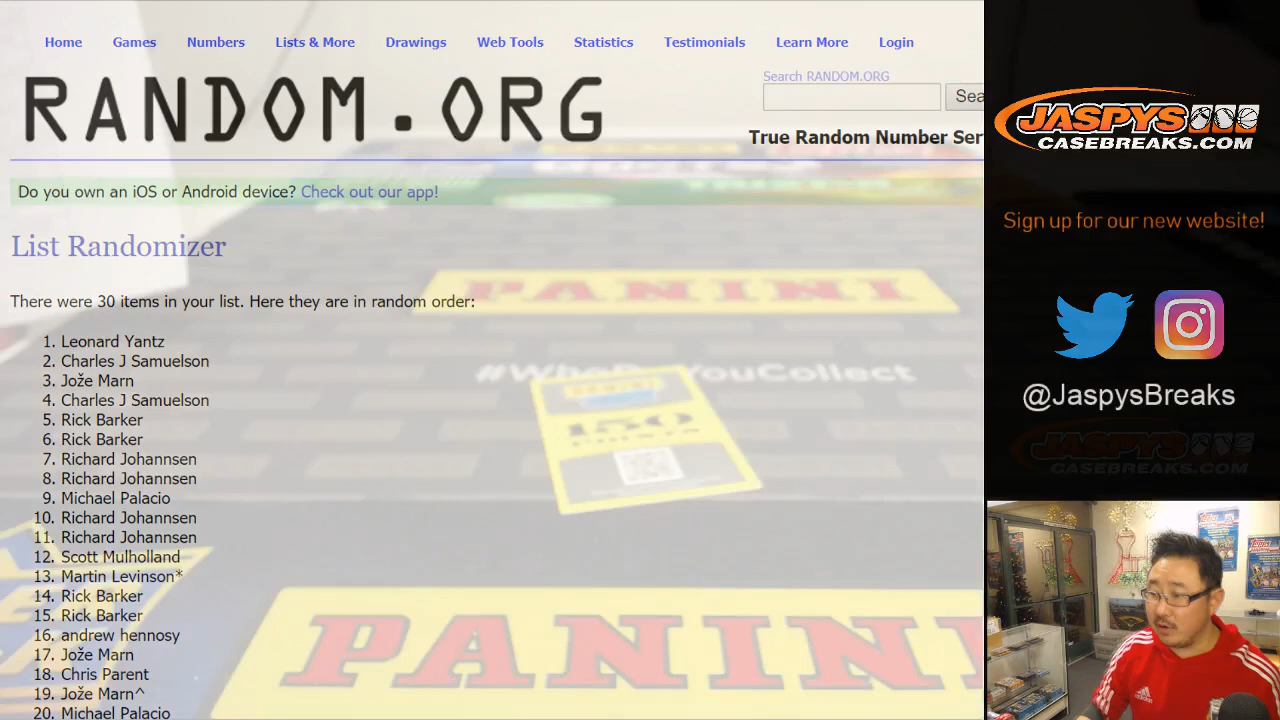 Home Games Numbers Lists & More Drawings Web Tools Statistics Testimonials Learn More Login
RANDOM.ORG
Search RANDOM.ORG
Sea
True Random Number Ser
Do you own an iOS or Android device? Check out our app!
List Randomizer
There were 30 items in your list. Here they are in random order:
1. Leonard Yantz
2. Charles J Samuelson
3. Jože Marn
4. Charles J Samuelson
5. Rick Barker
6. Rick Barker
7. Richard Johannsen
8. Richard Johannsen
9. Michael Palacio
10. Richard Johannsen
11. Richard Johannsen
12. Scott Mulholland
13. Martin Levinson*
14. Rick Barker
15. Rick Barker
16. andrew hennosy
17. Jože Marn
18. Chris Parent
19. Jože Marn^
20. Michael Palacio
PANINI
150
POINTS
PANINI
JASPYS
CASEBREAKS.COM
Sign up for our new website!
@JaspysBreaks
JASPYS
CASEBREAKS.COM